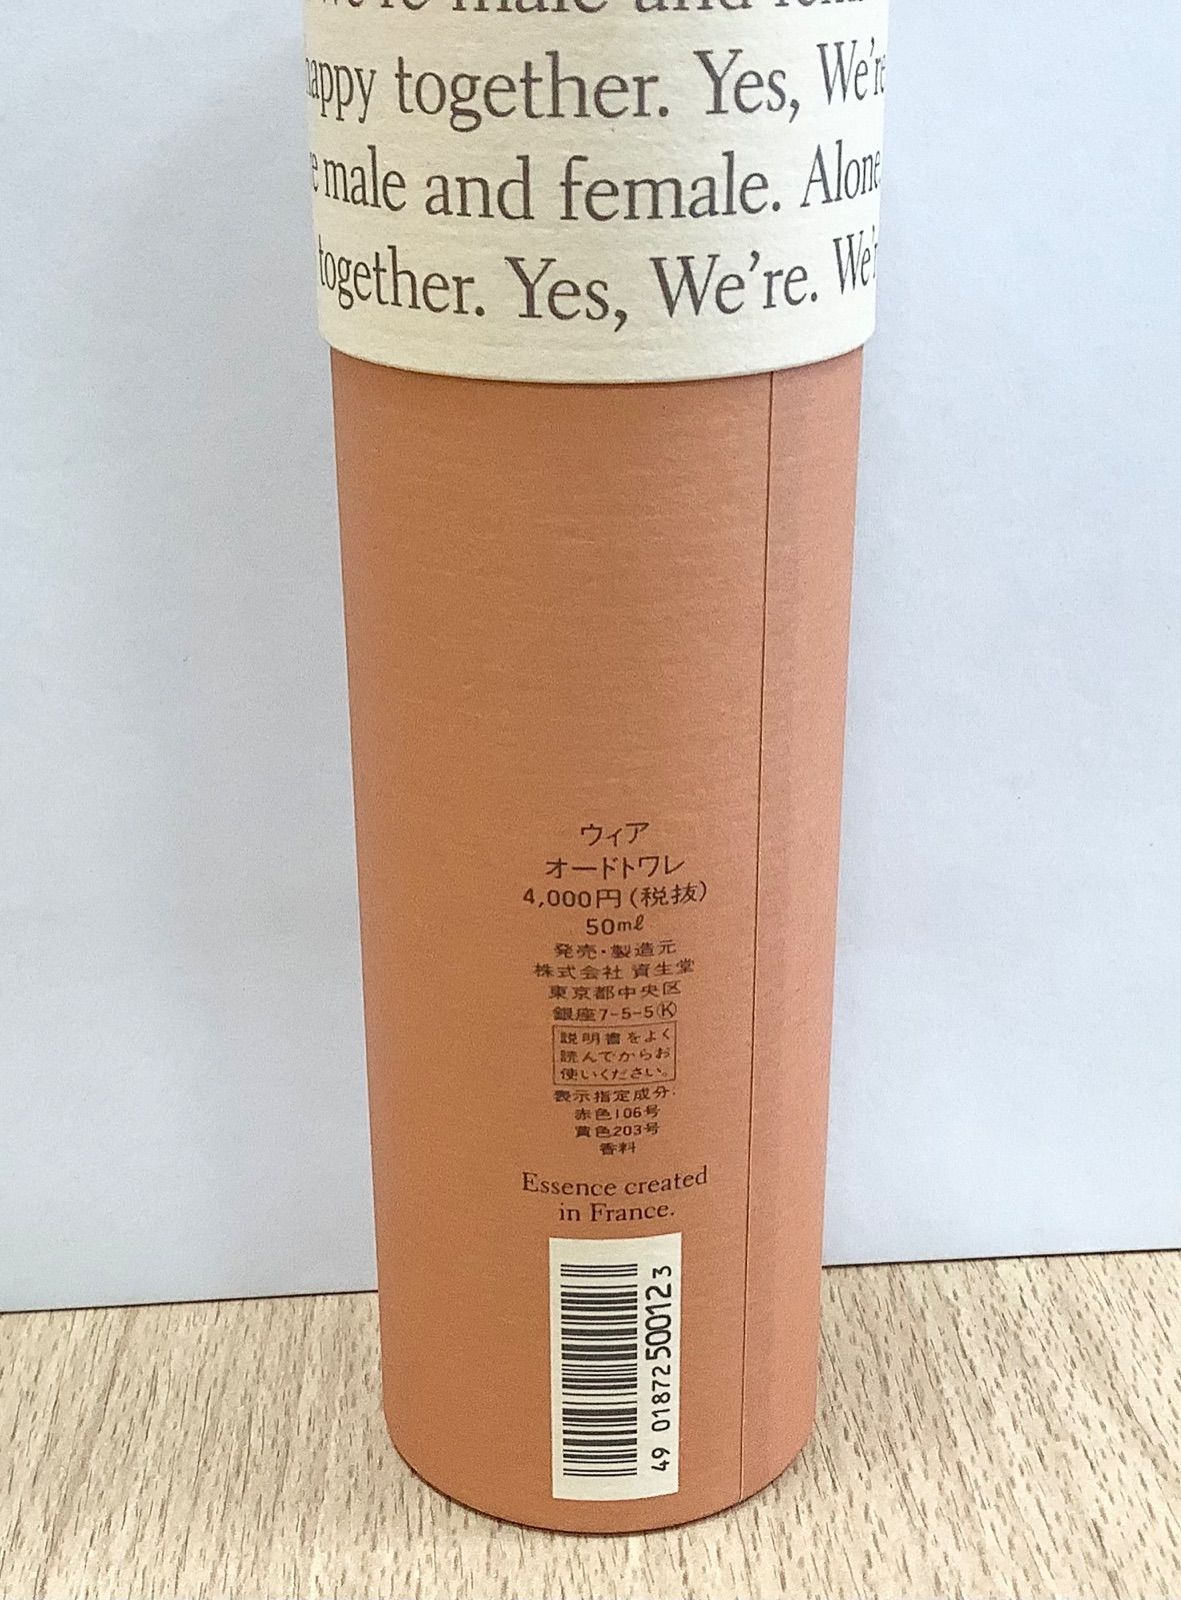 male and
happy together. Yes, We're
male and female. Alone
together. Yes, We're. We'r
ウィア
オードトワレ
4,000円(税抜)
50mℓ
発売・製造元
株式会社 資生堂
東京都中央区
銀座7-5-5Ⓚ
説明書をよく
読んでからお
使いください。
表示指定成分:
赤色106号
黄色203号
香料
Essence created
in France.
49 01872 500123